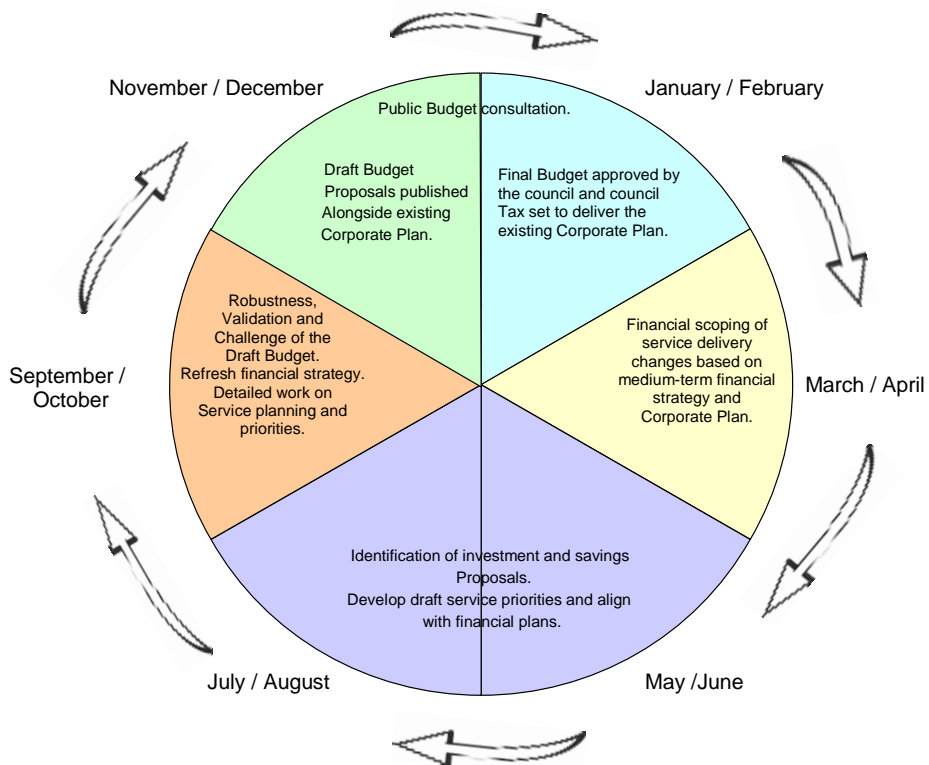 November / December
January / February
Public Budget consultation.
Draft Budget
Proposals published
Alongside existing
Corporate Plan.
Final Budget approved by
the council and council
Tax set to deliver the
existing Corporate Plan.
Robustness,
Validation and
Challenge of the
Draft Budget.
Refresh financial strategy.
Detailed work on
Service planning and
priorities.
Financial scoping of
service delivery
changes based on
medium-term financial
strategy and
Corporate Plan.
September /
October
March / April
Identification of investment and savings
Proposals.
Develop draft service priorities and align
with financial plans.
July / August
May /June